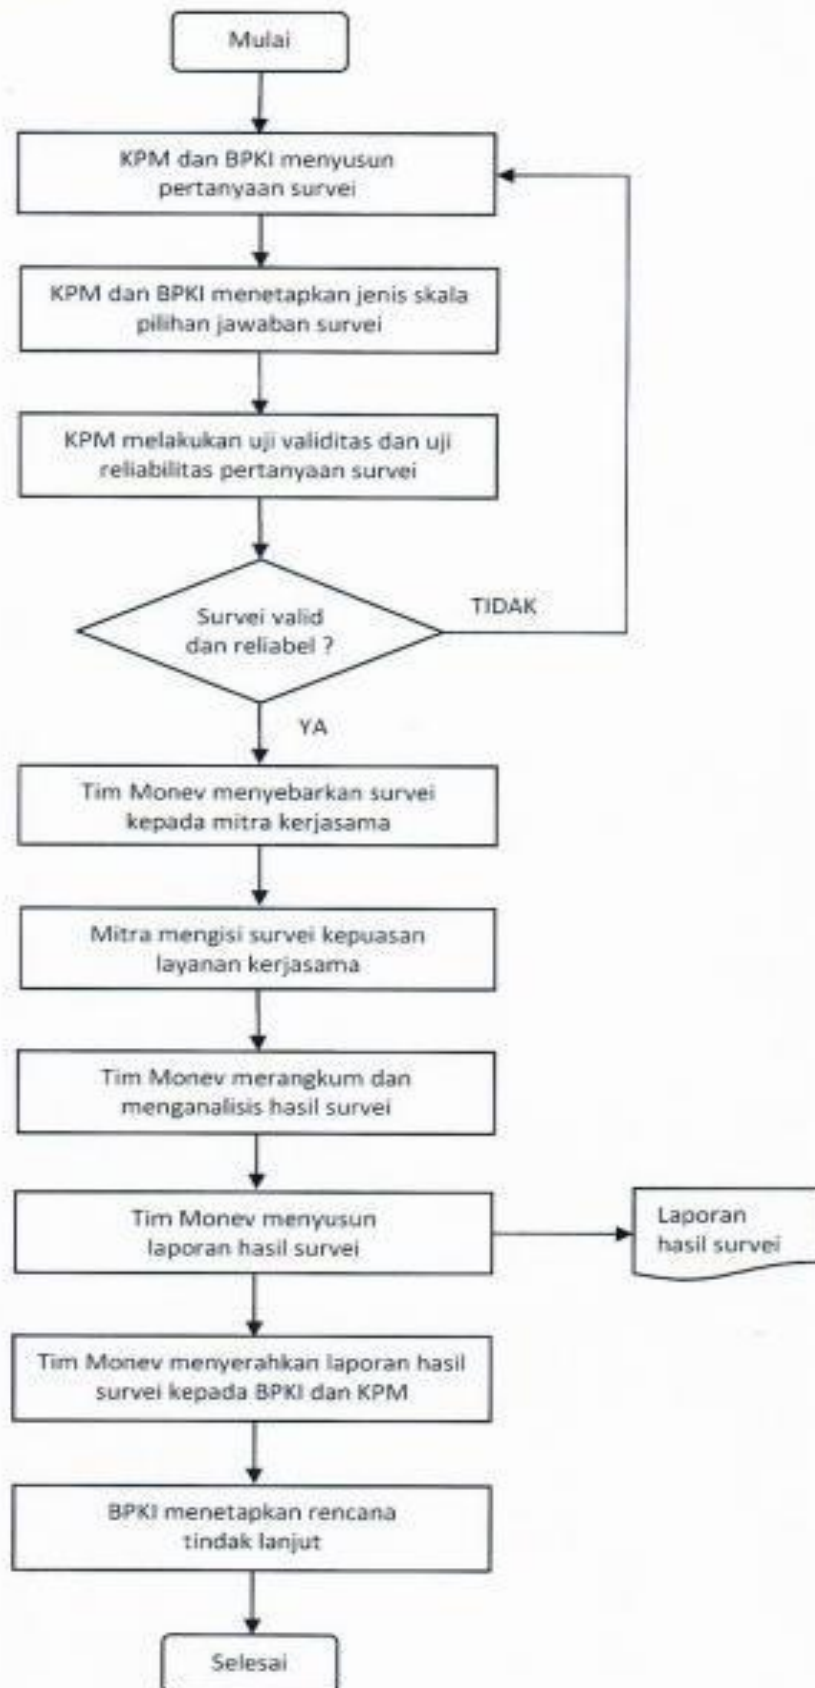 Mulai
KPM dan BPKI menyusun
pertanyaan survei
KPM dan BPKI menetapkan jenis skala
pilihan jawaban survei
KPM melakukan uji validitas dan uji
reliabilitas pertanyaan survei
Survei valid
dan reliabel ?
TIDAK
YA
Tim Monev menyebarkan survei
kepada mitra kerjasama
Mitra mengisi survei kepuasan
layanan kerjasama
Tim Monev merangkum dan
menganalisis hasil survei
Tim Monev menyusun
laporan hasil survei
Laporan
hasil survei
Tim Monev menyerahkan laporan hasil
survei kepada BPKI dan KPM
BPKI menetapkan rencana
tindak lanjut
Selesai